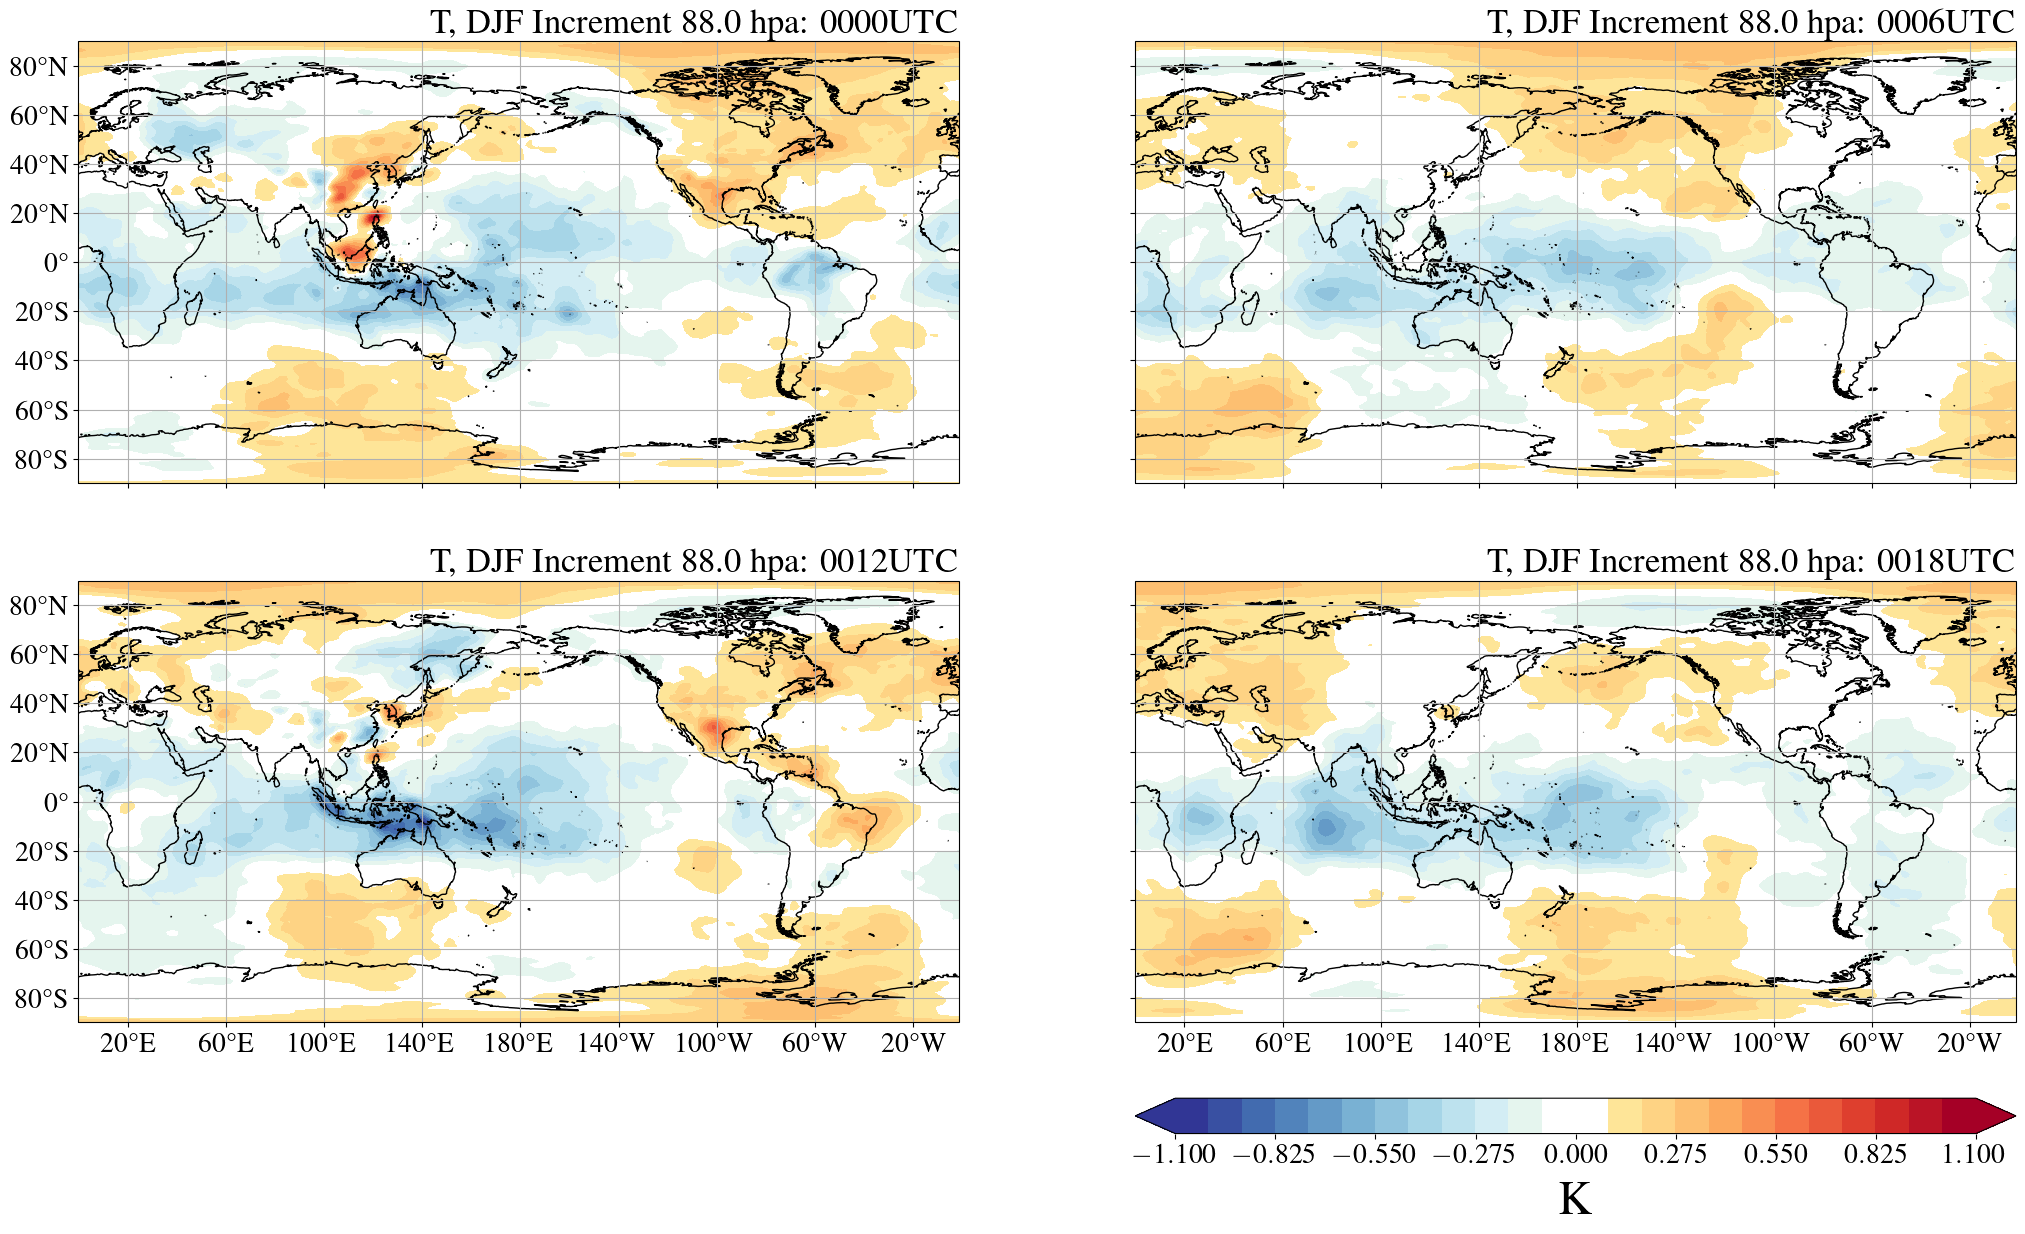 T, DJF Increment 88.0 hpa: 0000UTC
T, DJF Increment 88.0 hpa: 0006UTC
80°N
60°N
40°N
20°N
0°
20°S
40°S
60°S
80°S
T, DJF Increment 88.0 hpa: 0012UTC
T, DJF Increment 88.0 hpa: 0018UTC
80°N
60°N
40°N
20°N
0°
20°S
40°S
60°S
80°S
20°E 60°E 100°E 140°E 180°E 140°W 100°W 60°W 20°W
20°E 60°E 100°E 140°E 180°E 140°W 100°W 60°W 20°W
−1.100 −0.825 −0.550 −0.275 0.000 0.275 0.550 0.825 1.100
K